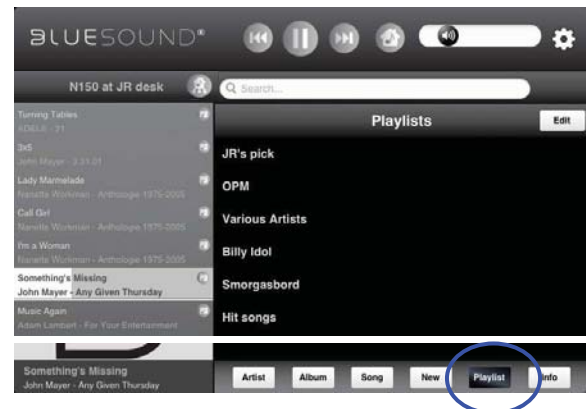 BLUESOUND
N150 at JR desk
Search...
Turning Tables
ADELE - 21
3x5
John Mayer - 3.21.01
Lady Marmelade
Nanette Workman - Anthologie 1975-2005
Call Girl
Nanette Workman - Anthologie 1975-2005
I'm a Woman
Nanette Workman - Anthologie 1975-2005
Something's Missing
John Mayer - Any Given Thursday
Music Again
Adam Lambert - For Your Entertainment
Playlists
Edit
JR's pick
OPM
Various Artists
Billy Idol
Smorgasbord
Hit songs
Something's Missing
John Mayer - Any Given Thursday
Artist Album Song New Playlist Info